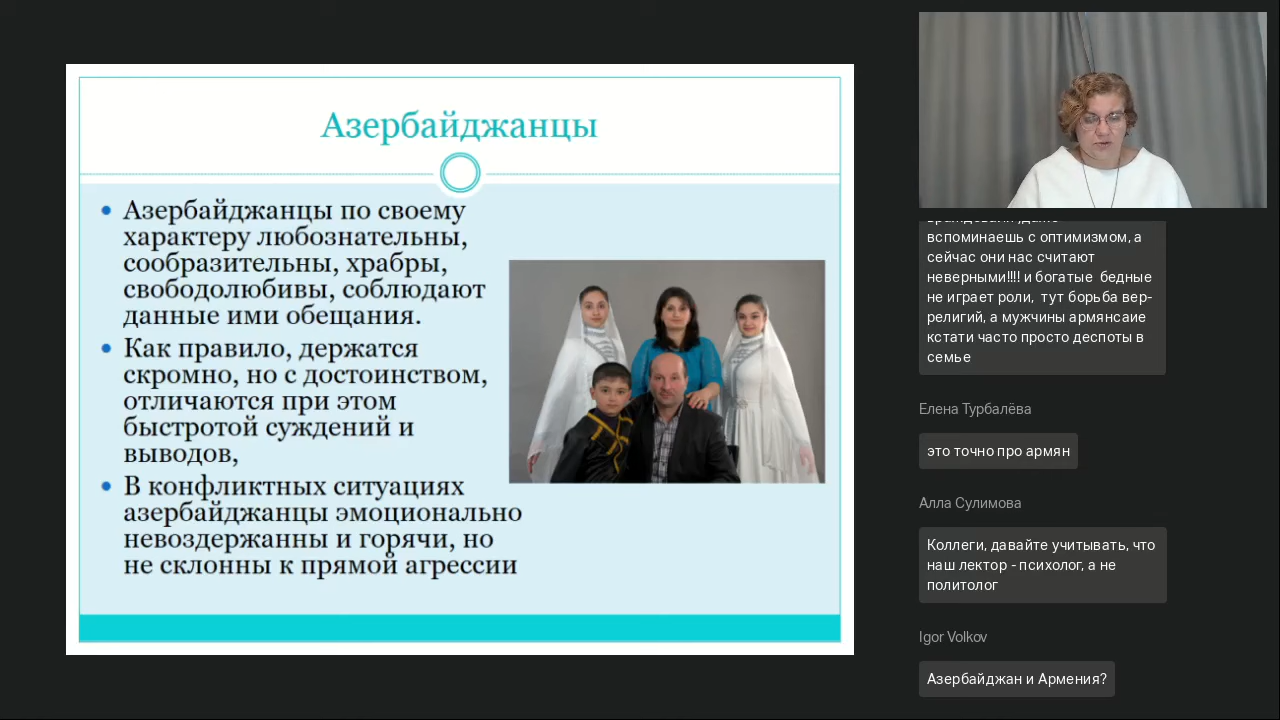 Азербайджанцы
Азербайджанцы по своему
характеру любознательны,
сообразительны, храбры,
свободолюбивы, соблюдают
данные ими обещания.
Как правило, держатся
скромно, но с достоинством,
отличаются при этом
быстротой суждений и
выводов,
В конфликтных ситуациях
азербайджанцы эмоционально
невоздержанны и горячи, но
не склонны к прямой агрессии
вспоминаешь с оптимизмом, а
сейчас они нас считают
неверными!!!! и богатые  бедные
не играет роли,  тут борьба вер-
религий, а мужчины армянсаие
кстати часто просто деспоты в
семье
Елена Турбалёва
это точно про армян
Алла Сулимова
Коллеги, давайте учитывать, что
наш лектор - психолог, а не
политолог
Igor Volkov
Азербайджан и Армения?